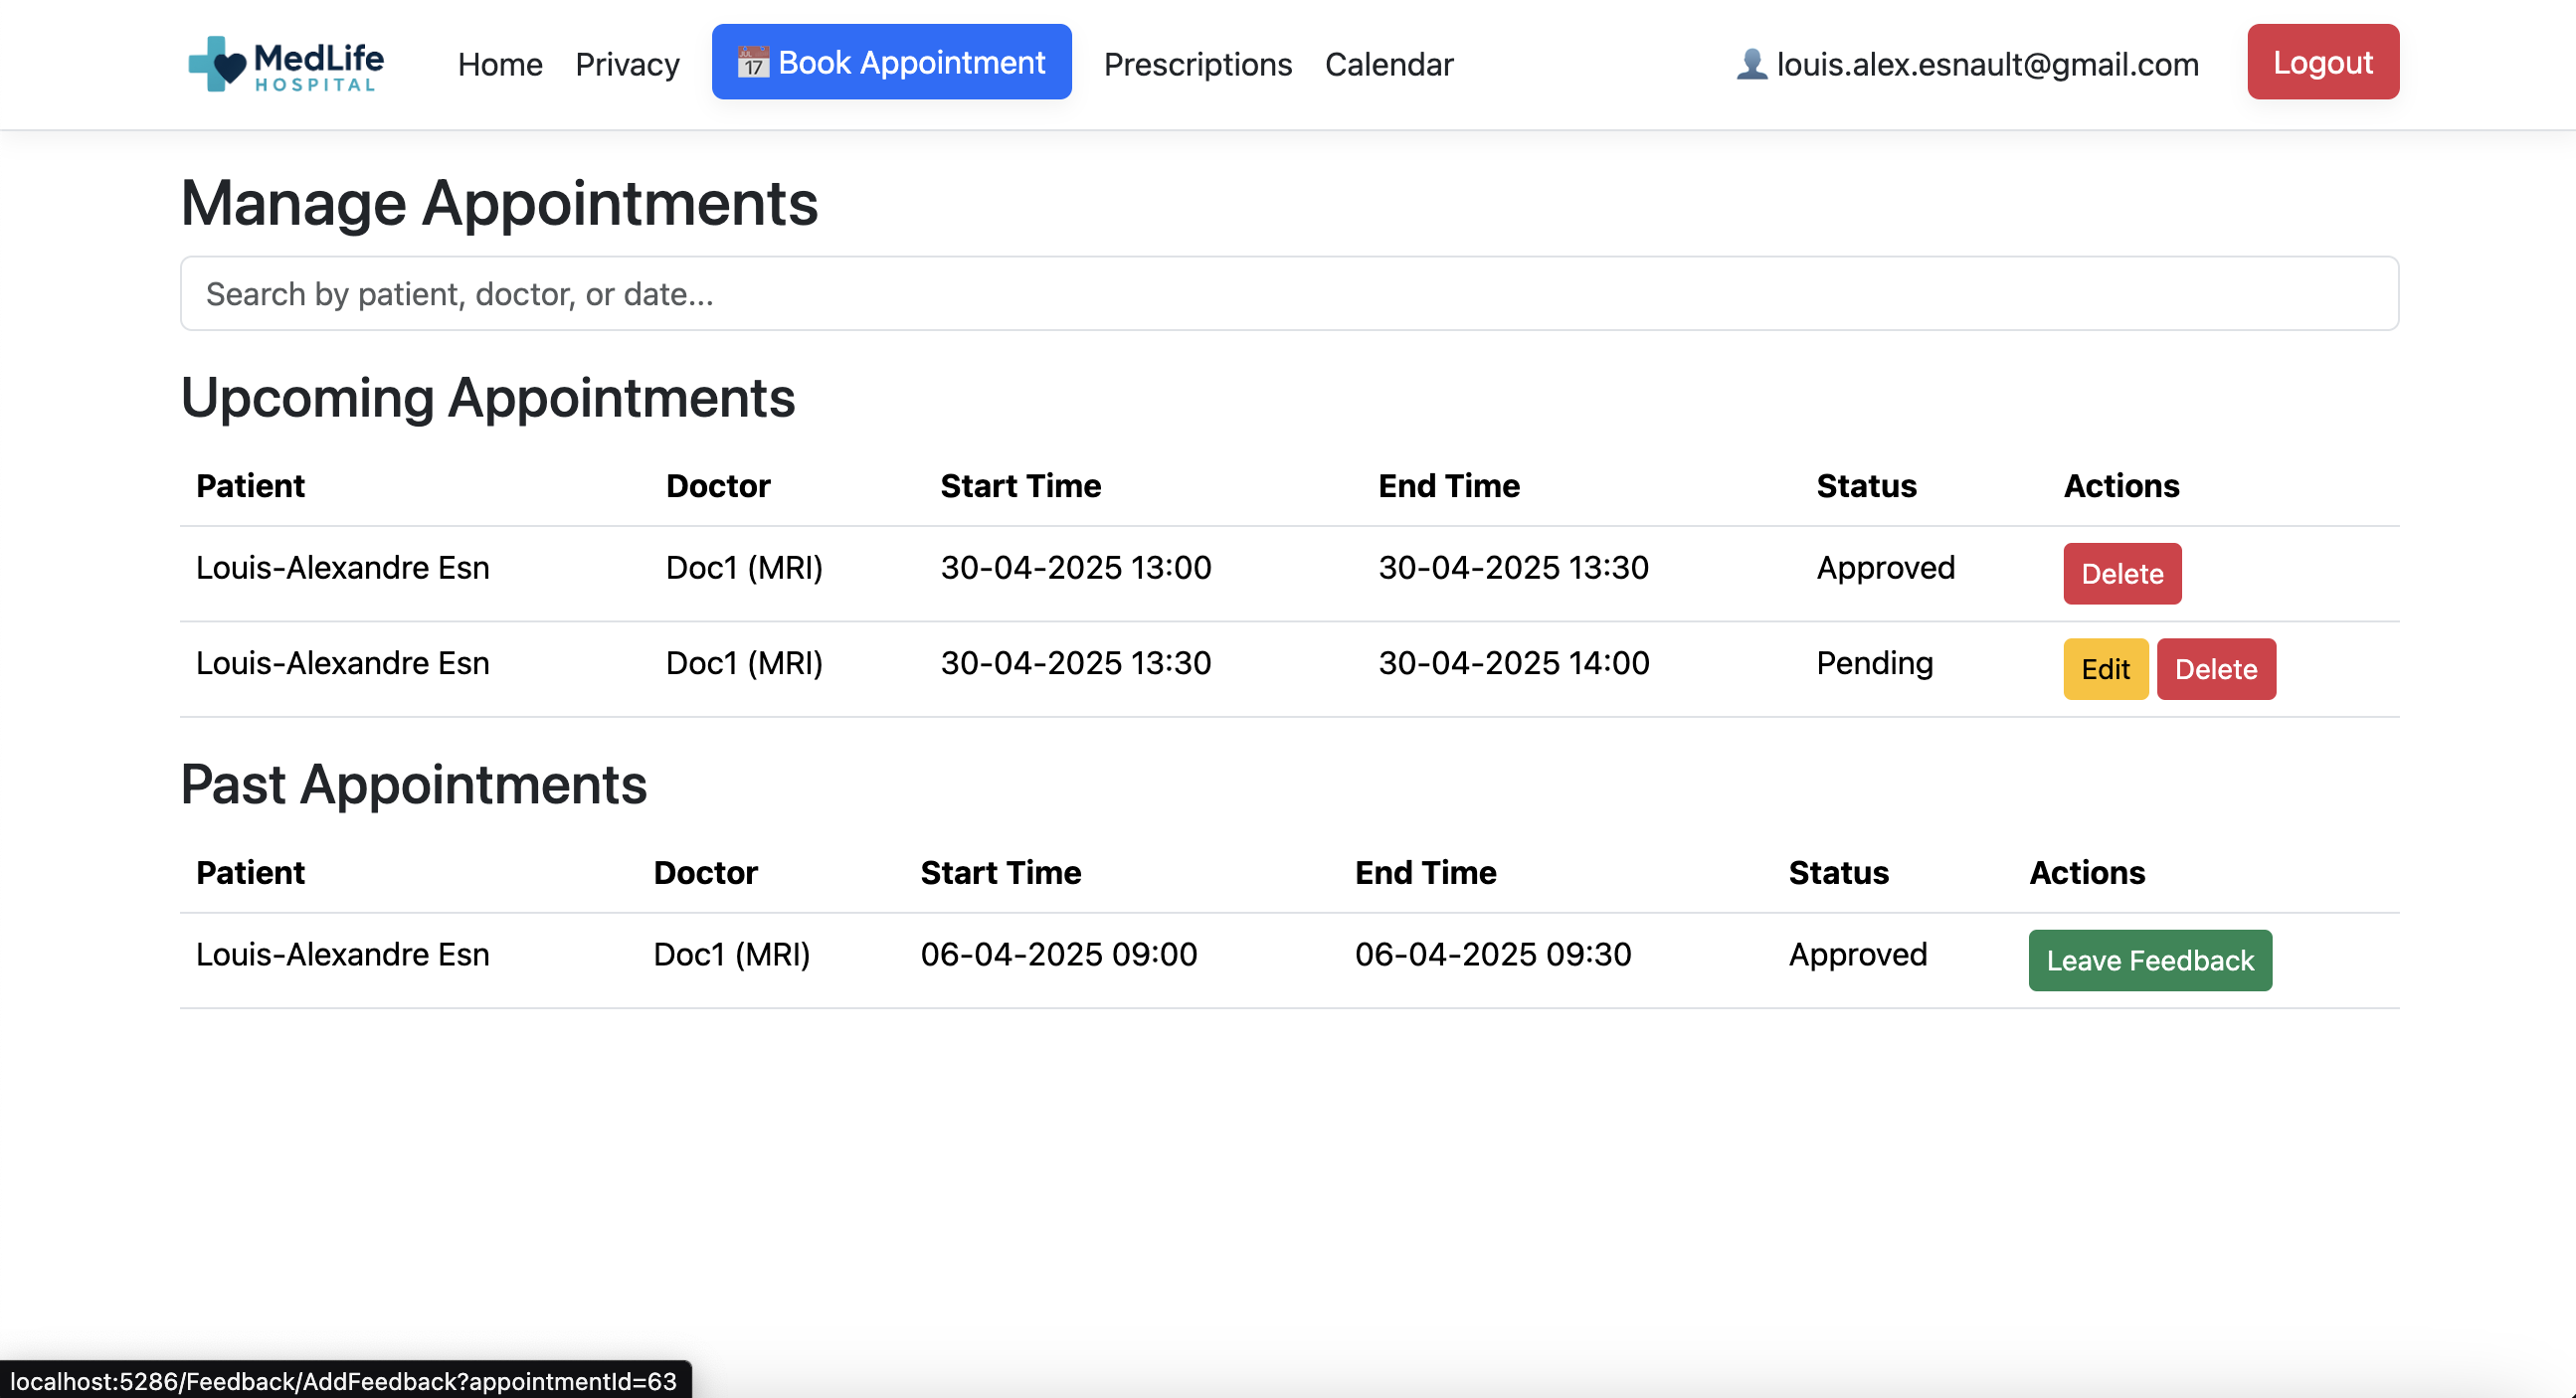 MedLife
HOSPITAL
Home Privacy 📅 Book Appointment Prescriptions Calendar 👤 louis.alex.esnault@gmail.com Logout
Manage Appointments
Search by patient, doctor, or date...
Upcoming Appointments
Patient Doctor Start Time End Time Status Actions
Louis-Alexandre Esn Doc1 (MRI) 30-04-2025 13:00 30-04-2025 13:30 Approved Delete
Louis-Alexandre Esn Doc1 (MRI) 30-04-2025 13:30 30-04-2025 14:00 Pending Edit Delete
Past Appointments
Patient Doctor Start Time End Time Status Actions
Louis-Alexandre Esn Doc1 (MRI) 06-04-2025 09:00 06-04-2025 09:30 Approved Leave Feedback
localhost:5286/Feedback/AddFeedback?appointmentId=63